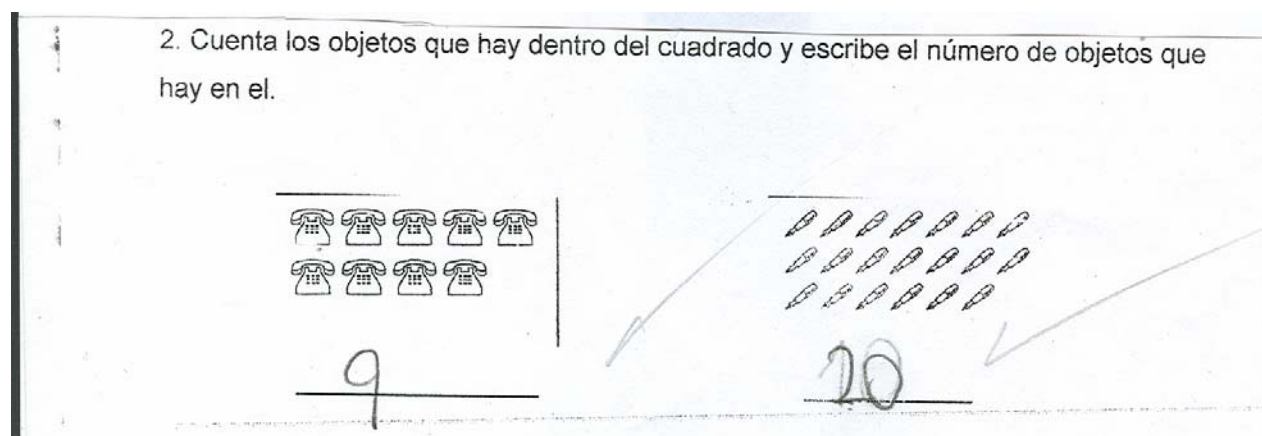 2. Cuenta los objetos que hay dentro del cuadrado y escribe el número de objetos que
hay en el.
9 20